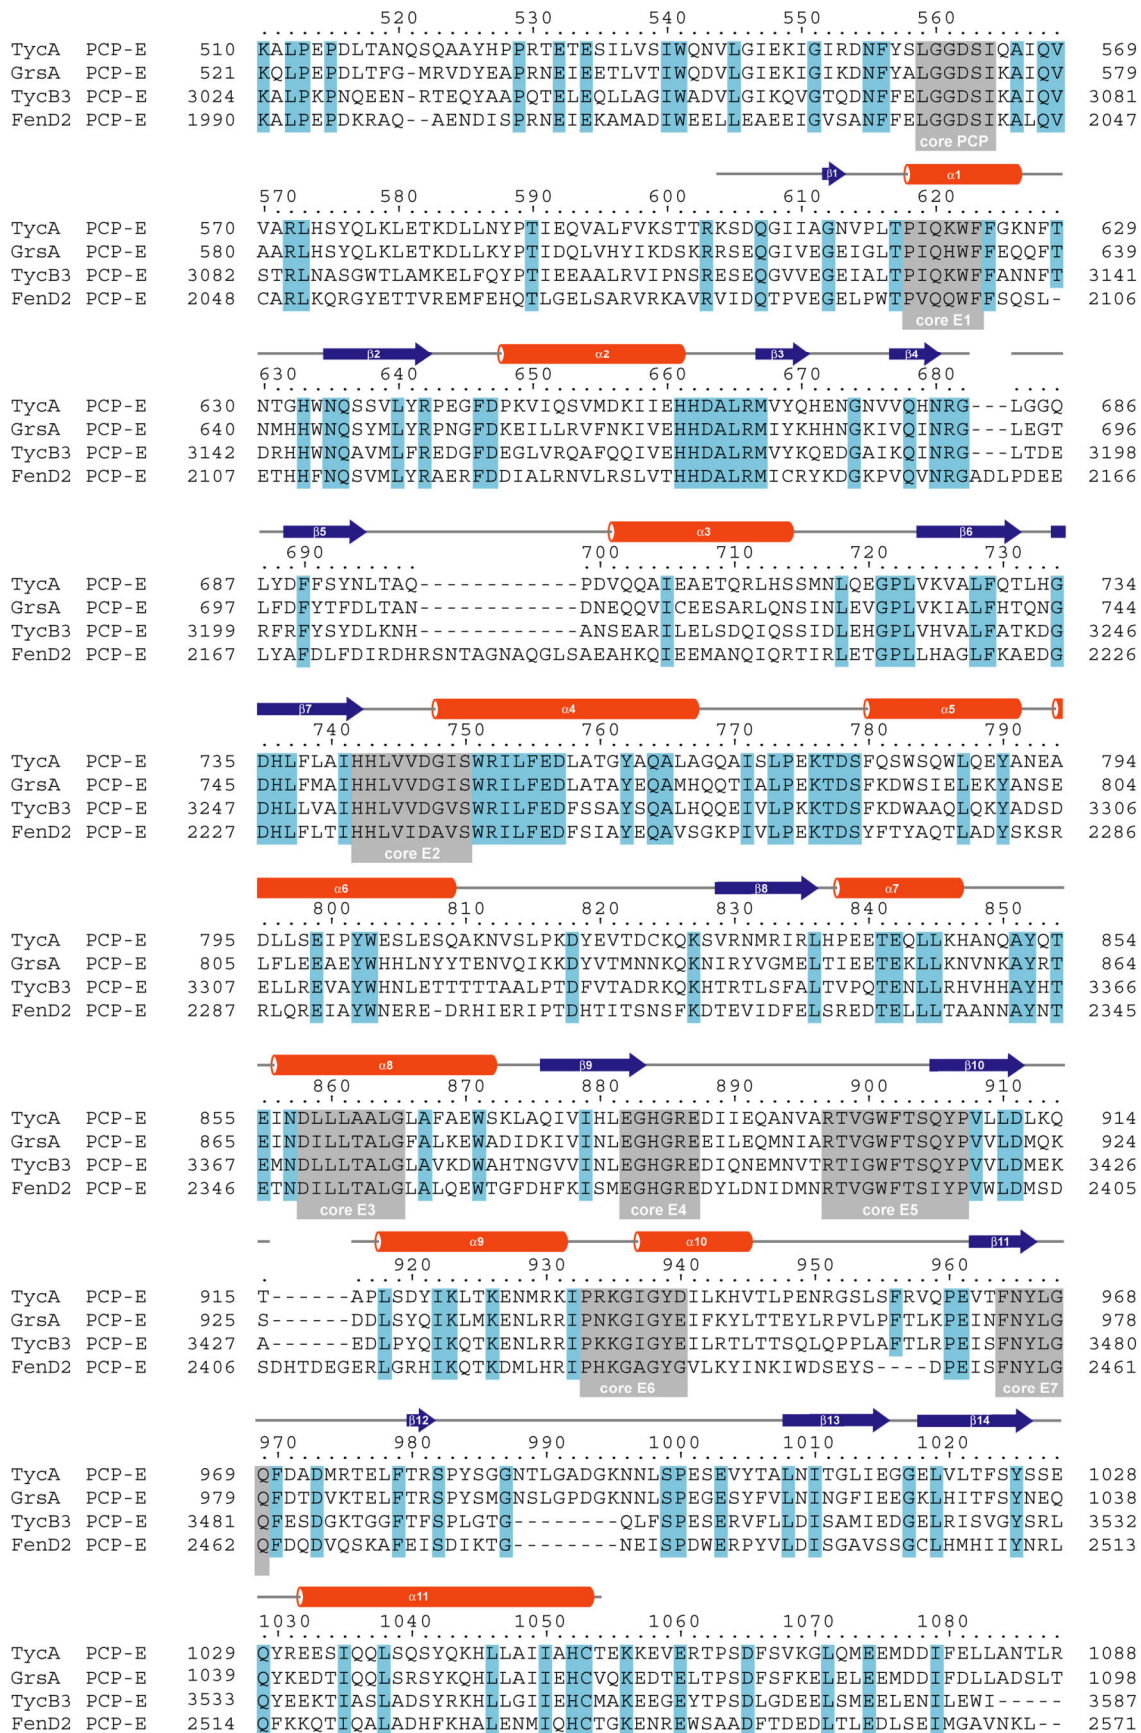 520 530 540 550 560
TycA PCP-E 510 KALPEPDLTANQSQAAYHPPRTETESILVSIWQNVLGIEKIGIRDNFYSLGGDSIQAIQV 569
GrsA PCP-E 521 KQLPEPDLTFG-MRVDYEAPRNEIEETLVTIWQDVLGIEKIGIKDNFYALGGDSIKAIQV 579
TycB3 PCP-E 3024 KALPKPNQEEN-RTEQYAAPQTELEQLLAGIWADVLGIKQVGTQDNFFELGGDSIKAIQV 3081
FenD2 PCP-E 1990 KALPEPDKRAQ--AENDISPRNEIEKAMADIWEELLEAEEIGVSANFFELGGDSIKALQV 2047
core PCP
β1 α1
570 580 590 600 610 620
TycA PCP-E 570 VARLHSYQLKLETKDLLNYPTIEQVALFVKSTTRKSDQGIIAGNVPLTPIQKWFFGKNFT 629
GrsA PCP-E 580 AARLHSYQLKLETKDLLKYPTIDQLVHYIKDSKRRSEQGIVEGEIGLTPIQHWFFEQQFT 639
TycB3 PCP-E 3082 STRLNASGWTLAMKELFQYPTIEEAALRVIPNSRESEQGVVEGEIALTPIQKWFFANNFT 3141
FenD2 PCP-E 2048 CARLKQRGYETTVREMFEHQTLGELSARVRKAVRVIDQTPVEGELPWTPVQQWFFSQSL- 2106
core E1
β2 α2 β3 β4
630 640 650 660 670 680
TycA PCP-E 630 NTGHWNQSSVLYRPEGFDPKVIQSVMDKIIEHHDALRMVYQHENGNVVQHNRG---LGGQ 686
GrsA PCP-E 640 NMHHWNQSYMLYRPNGFDKEILLRVFNKIVEHHDALRMIYKHHNGKIVQINRG---LEGT 696
TycB3 PCP-E 3142 DRHHWNQAVMLFREDGFDEGLVRQAFQQIVEHHDALRMVYKQEDGAIKQINRG---LTDE 3198
FenD2 PCP-E 2107 ETHHFNQSVMLYRAERFDDIALRNVLRSLVTHHDALRMICRYKDGKPVQVNRGADLPDEE 2166
β5 α3 β6
690 700 710 720 730
TycA PCP-E 687 LYDFFSYNLTAQ------------PDVQQAIEAETQRLHSSMNLQEGPLVKVALFQTLHG 734
GrsA PCP-E 697 LFDFYTFDLTAN------------DNEQQVICEESARLQNSINLEVGPLVKIALFHTQNG 744
TycB3 PCP-E 3199 RFRFYSYDLKNH------------ANSEARILELSDQIQSSIDLEHGPLVHVALFATKDG 3246
FenD2 PCP-E 2167 LYAFDLFDIRDHRSNTAGNAQGLSAEAHKQIEEMANQIQRTIRLETGPLLHAGLFKAEDG 2226
β7 α4 α5
740 750 760 770 780 790
TycA PCP-E 735 DHLFLAIHHLVVDGISWRILFEDLATGYAQALAGQAISLPEKTDSFQSWSQWLQEYANEA 794
GrsA PCP-E 745 DHLFMAIHHLVVDGISWRILFEDLATAYEQAMHQQTIALPEKTDSFKDWSIELEKYANSE 804
TycB3 PCP-E 3247 DHLLVAIHHLVVDGVSWRILFEDFSSAYSQALHQQEIVLPKKTDSFKDWAAQLQKYADSD 3306
FenD2 PCP-E 2227 DHLFLTIHHLVIDAVSWRILFEDFSIAYEQAVSGKPIVLPEKTDSYFTYAQTLADYSKSR 2286
core E2
α6 β8 α7
800 810 820 830 840 850
TycA PCP-E 795 DLLSEIPYWESLESQAKNVSLPKDYEVTDCKQKSVRNMRIRLHPEETEQLLKHANQAYQT 854
GrsA PCP-E 805 LFLEEAEYWHHLNYYTENVQIKKDYVTMNNKQKNIRYVGMELTIEETEKLLKNVNKAYRT 864
TycB3 PCP-E 3307 ELLREVAYWHNLETTTTTAALPTDFVTADRKQKHTRTLSFALTVPQTENLLRHVHHAYHT 3366
FenD2 PCP-E 2287 RLQREIAYWNERE-DRHIERIPTDHTITSNSFKDTEVIDFELSREDTELLLTAANNAYNT 2345
α8 β9 β10
860 870 880 890 900 910
TycA PCP-E 855 EINDLLLAALGLAFAEWSKLAQIVIHLEGHGREDIIEQANVARTVGWFTSQYPVLLDLKQ 914
GrsA PCP-E 865 EINDILLTALGFALKEWADIDKIVINLEGHGREEILEQMNIARTVGWFTSQYPVVLDMQK 924
TycB3 PCP-E 3367 EMNDLLLTALGLAVKDWAHTNGVVINLEGHGREDIQNEMNVTRTIGWFTSQYPVVLDMEK 3426
FenD2 PCP-E 2346 ETNDILLTALGLALQEWTGFDHFKISMEGHGREDYLDNIDMNRTVGWFTSIYPVWLDMSD 2405
core E3 core E4 core E5
α9 α10 β11
920 930 940 950 960
TycA PCP-E 915 T------APLSDYIKLTKENMRKIPRKGIGYDILKHVTLPENRGSLSFRVQPEVTFNYLG 968
GrsA PCP-E 925 S------DDLSYQIKLMKENLRRIPNKGIGYEIFKYLTTEYLRPVLPFTLKPEINFNYLG 978
TycB3 PCP-E 3427 A------EDLPYQIKQTKENLRRIPKKGIGYEILRTLTTSQLQPPLAFTLRPEISFNYLG 3480
FenD2 PCP-E 2406 SDHTDEGERLGRHIKQTKDMLHRIPHKGAGYGVLKYINKIWDSEYS----DPEISFNYLG 2461
core E6 core E7
β12 β13 β14
970 980 990 1000 1010 1020
TycA PCP-E 969 QFDADMRTELFTRSPYSGGNTLGADGKNNLSPESEVYTALNITGLIEGGELVLTFSYSSE 1028
GrsA PCP-E 979 QFDTDVKTELFTRSPYSMGNSLGPDGKNNLSPEGESYFVLNINGFIEEGKLHITFSYNEQ 1038
TycB3 PCP-E 3481 QFESDGKTGGFTFSPLGTG--------QLFSPESERVFLLDISAMIEDGELRISVGYSRL 3532
FenD2 PCP-E 2462 QFDQDVQSKAFEISDIKTG--------NEISPDWERPYVLDISGAVSSGCLHMHIIYNRL 2513
α11
1031 1040 1050 1060 1070 1080
TycA PCP-E 1029 QYREESIQQLSQSYQKHLLAIIAHCTEKKEVERTPSDFSVKGLQMEEMDDIFELLANTLR 1088
GrsA PCP-E 1039 QYKEDTIQQLSRSYKQHLLAIIEHCVQKEDTELTPSDFSFKELELEEMDDIFDLLADSLT 1098
TycB3 PCP-E 3533 QYEEKTIASLADSYRKHLLGIIEHCMAKEEGEYTPSDLGDEELSMEELENILEWI----- 3587
FenD2 PCP-E 2514 QFKKQTIQALADHFKHALENMIQHCTGKENREWSAADFTDEDLTLEDLSEIMGAVNKL-- 2571